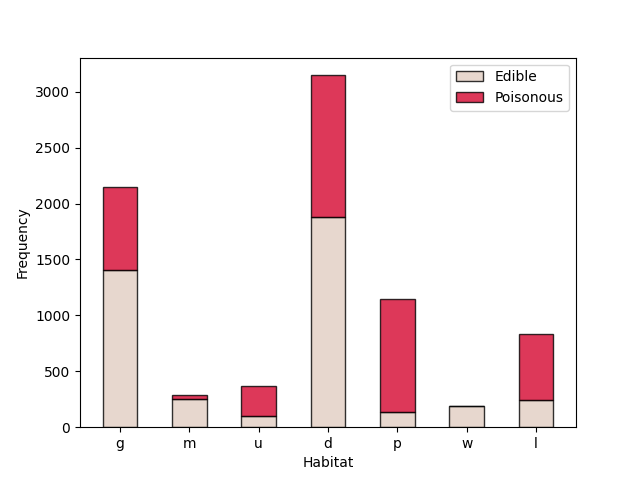 Edible
Poisonous
3000
2500
2000
1500
1000
500
0
Frequency
g m u d p w l
Habitat